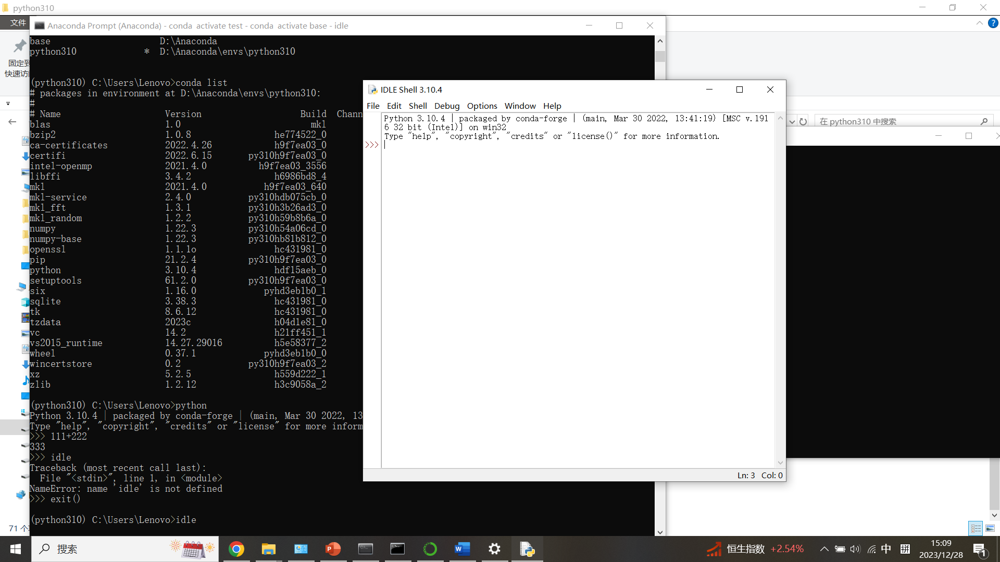 python310
文件
Anaconda Prompt (Anaconda) - conda  activate test - conda  activate base - idle
固定到
快速访
base                     D:\Anaconda
python310             *  D:\Anaconda\envs\python310
(python310) C:\Users\Lenovo>conda list
# packages in environment at D:\Anaconda\envs\python310:
#
# Name                    Version                   Build  Chann
blas                      1.0                         mkl
bzip2                     1.0.8                he774522_0
ca-certificates           2022.4.26            h9f7ea03_0
certifi                   2022.6.15       py310h9f7ea03_0
intel-openmp              2021.4.0          h9f7ea03_3556
libffi                    3.4.2                h6986bd8_4
mkl                       2021.4.0           h9f7ea03_640
mkl-service               2.4.0           py310hdb075cb_0
mkl_fft                   1.3.1           py310h3b26ad3_0
mkl_random                1.2.2           py310h59b8b6a_0
numpy                     1.22.3          py310h54a06cd_0
numpy-base                1.22.3          py310hb81b812_0
openssl                   1.1.1o               hc431981_0
pip                       21.2.4          py310h9f7ea03_0
python                    3.10.4               hdf15aeb_0
setuptools                61.2.0          py310h9f7ea03_0
six                       1.16.0             pyhd3eb1b0_1
sqlite                    3.38.3               hc431981_0
tk                        8.6.12               hc431981_0
tzdata                    2023c                h04d1e81_0
vc                        14.2                 h21ff451_1
vs2015_runtime            14.27.29016          h5e58377_2
wheel                     0.37.1             pyhd3eb1b0_0
wincertstore              0.2             py310h9f7ea03_2
xz                        5.2.5                h559d222_1
zlib                      1.2.12               h3c9058a_2
(python310) C:\Users\Lenovo>python
Python 3.10.4 | packaged by conda-forge | (main, Mar 30 2022, 13
Type "help", "copyright", "credits" or "license" for more inform
>>> 111+222
333
>>> idle
Traceback (most recent call last):
  File "<stdin>", line 1, in <module>
NameError: name 'idle' is not defined
>>> exit()
(python310) C:\Users\Lenovo>idle
IDLE Shell 3.10.4
File Edit Shell Debug Options Window Help
Python 3.10.4 | packaged by conda-forge | (main, Mar 30 2022, 13:41:19) [MSC v.191
6 32 bit (Intel)] on win32
Type "help", "copyright", "credits" or "license()" for more information.
>>>
Ln: 3 Col: 0
在 python310 中搜索
71 个
搜索
恒生指数 +2.54%
中
拼
15:09
2023/12/28
1